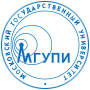 МОСКОВСКИЙ ГОСУДАРСТВЕННЫЙ УНИВЕРСИТЕТ
МГУПИ